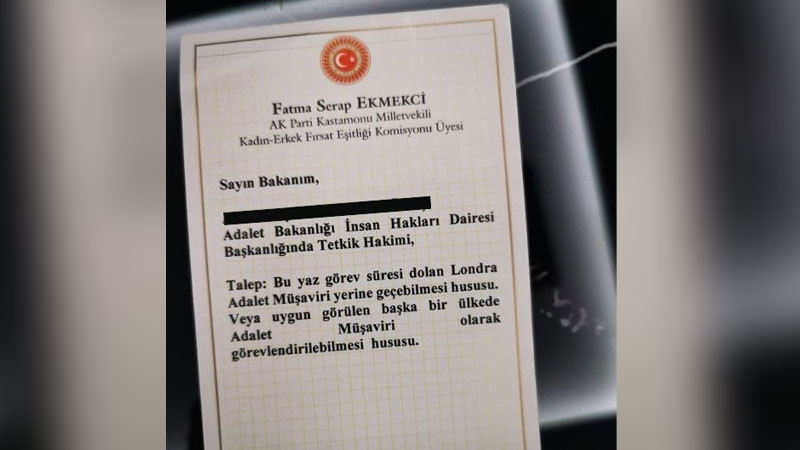 Fatma Serap EKMEKCİ
AK Parti Kastamonu Milletvekili
Kadın-Erkek Fırsat Eşitliği Komisyonu Üyesi
Sayın Bakanım,
Adalet Bakanlığı İnsan Hakları Dairesi
Başkanlığında Tetkik Hakimi,
Talep: Bu yaz görev süresi dolan Londra
Adalet Müşaviri yerine geçebilmesi hususu.
Veya uygun görülen başka bir ülkede
Adalet Müşaviri olarak
görevlendirilebilmesi hususu.